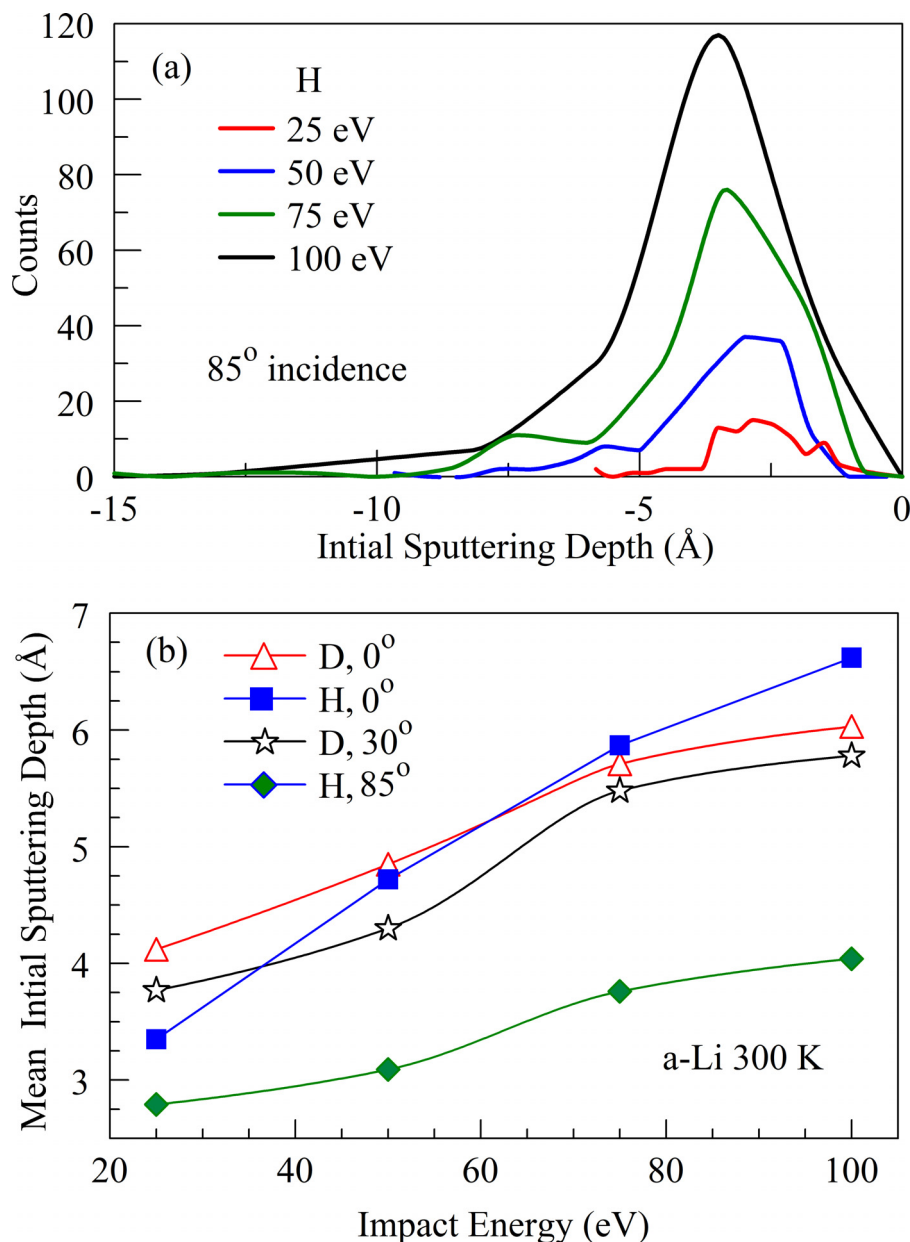 120
(a)
H
100
25 eV
50 eV
80
75 eV
100 eV
60
Counts
40
85° incidence
20
0
-15 -10 -5 0
Intial Sputtering Depth (Å)
7
(b)
D, 0°
H, 0°
D, 30°
H, 85°
6
5
Mean Intial Sputtering Depth (Å)
4
a-Li 300 K
3
20 40 60 80 100
Impact Energy (eV)